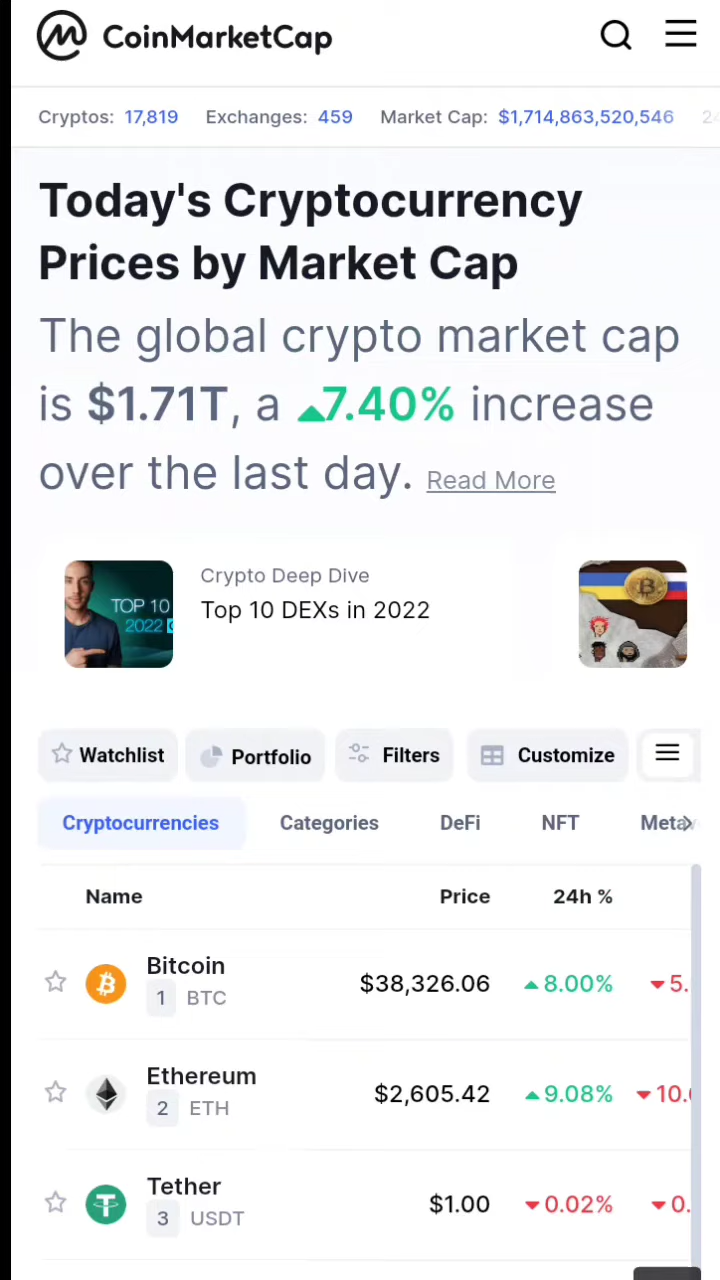 CoinMarketCap
Cryptos: 17,819 Exchanges: 459 Market Cap: $1,714,863,520,546
Today's Cryptocurrency
Prices by Market Cap
The global crypto market cap
is $1.71T, a ▲7.40% increase
over the last day. Read More
TOP 10
2022
Crypto Deep Dive
Top 10 DEXs in 2022
Watchlist Portfolio Filters Customize
Cryptocurrencies Categories DeFi NFT Meta
Name Price 24h %
Bitcoin
1 BTC
$38,326.06 ▲8.00% ▼5.
Ethereum
2 ETH
$2,605.42 ▲9.08% ▼10.
Tether
3 USDT
$1.00 ▼0.02% ▼0.